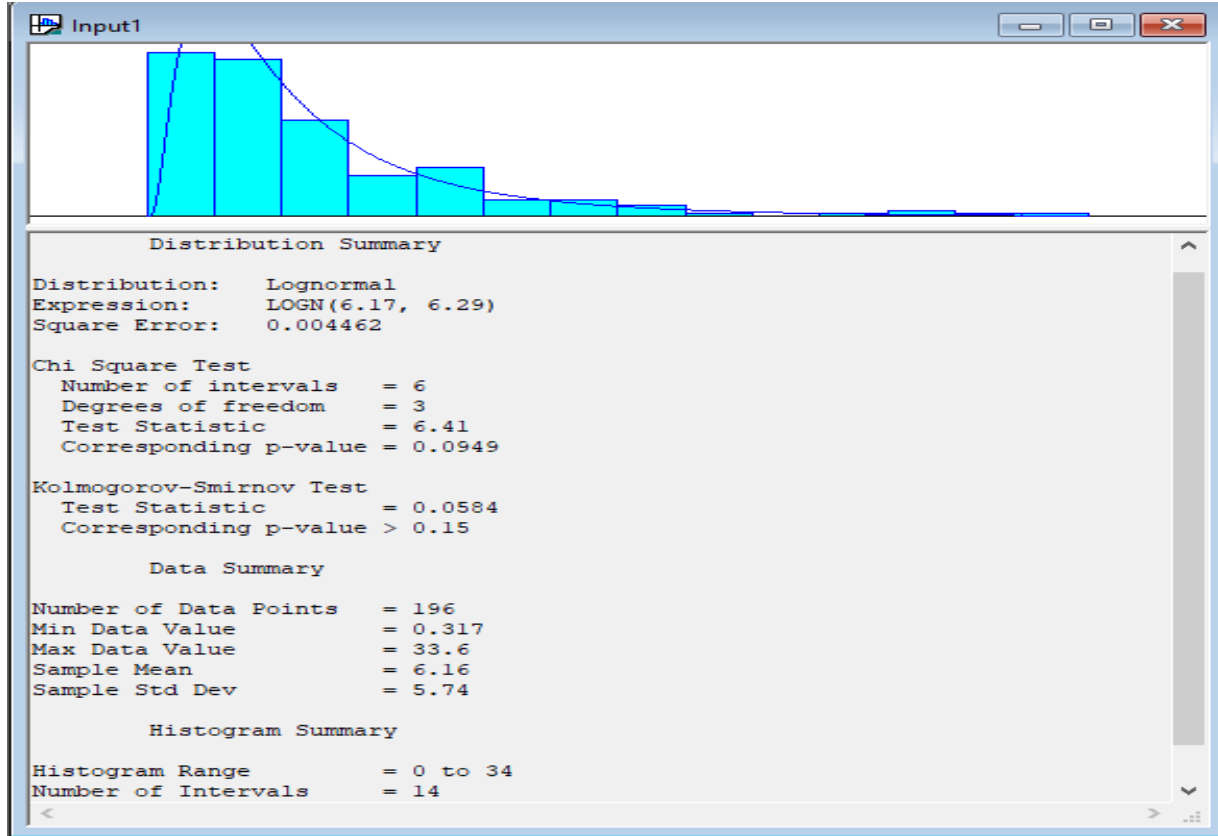 Input1
Distribution Summary
Distribution: Lognormal
Expression: LOGN(6.17, 6.29)
Square Error: 0.004462
Chi Square Test
Number of intervals = 6
Degrees of freedom = 3
Test Statistic = 6.41
Corresponding p-value = 0.0949
Kolmogorov-Smirnov Test
Test Statistic = 0.0584
Corresponding p-value > 0.15
Data Summary
Number of Data Points = 196
Min Data Value = 0.317
Max Data Value = 33.6
Sample Mean = 6.16
Sample Std Dev = 5.74
Histogram Summary
Histogram Range = 0 to 34
Number of Intervals = 14